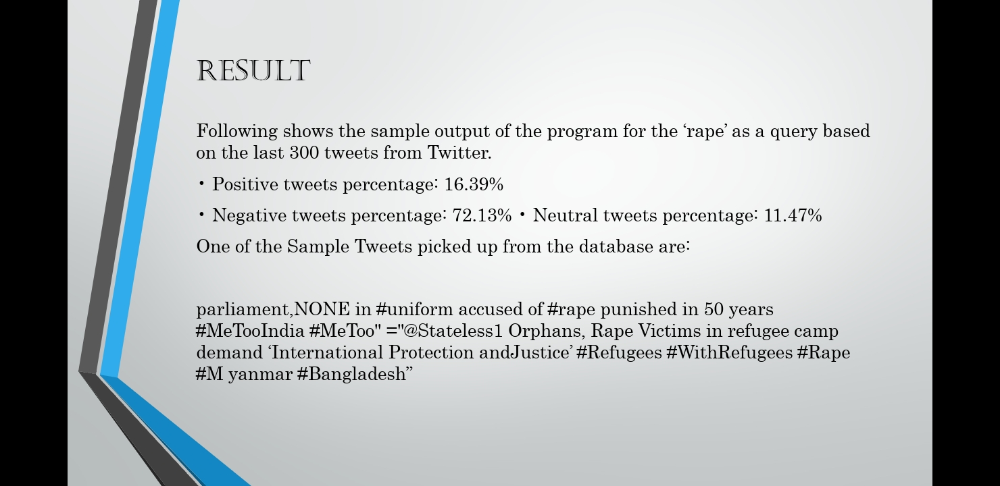 RESULT
Following shows the sample output of the program for the ‘rape’ as a query based
on the last 300 tweets from Twitter.
• Positive tweets percentage: 16.39%
• Negative tweets percentage: 72.13% • Neutral tweets percentage: 11.47%
One of the Sample Tweets picked up from the database are:
parliament,NONE in #uniform accused of #rape punished in 50 years
#MeTooIndia #MeToo" ="@Stateless1 Orphans, Rape Victims in refugee camp
demand ‘International Protection andJustice’ #Refugees #WithRefugees #Rape
#M yanmar #Bangladesh”